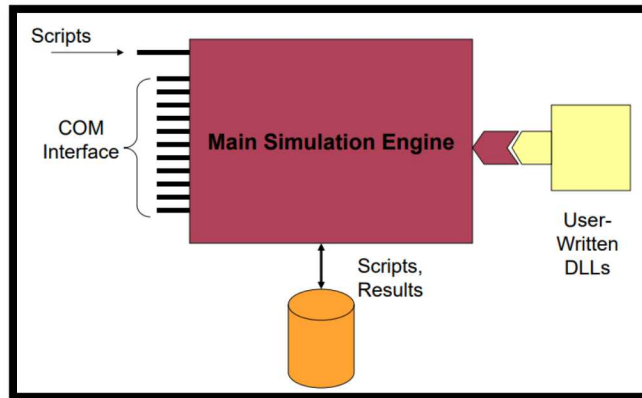 Scripts
COM
Interface
Main Simulation Engine
User-
Written
DLLs
Scripts,
Results